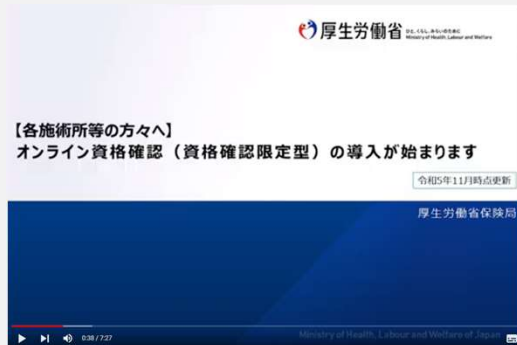 厚生労働省
ひと、くらし、みらいのために
Ministry of Health, Labour and Welfare
【各施術所等の方々へ】
オンライン資格確認（資格確認限定型）の導入が始まります
令和5年11月時点更新
厚生労働省保険局
Ministry of Health, Labour and Welfare of Japan
0:38 / 7:27